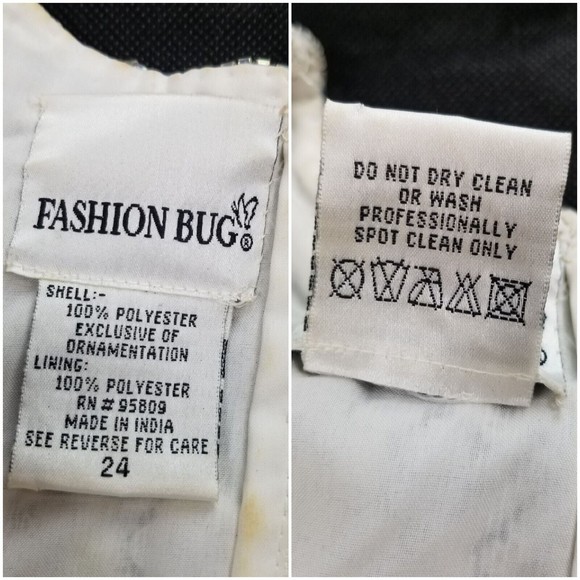 FASHION BUG®
SHELL:-
100% POLYESTER
EXCLUSIVE OF
ORNAMENTATION
LINING:
100% POLYESTER
RN # 95809
MADE IN INDIA
SEE REVERSE FOR CARE
24
DO NOT DRY CLEAN
OR WASH
PROFESSIONALLY
SPOT CLEAN ONLY